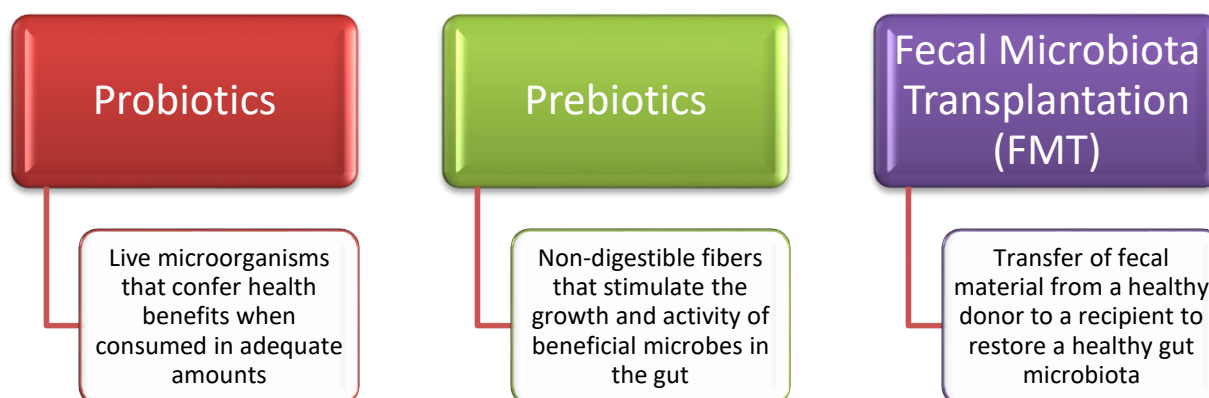 Probiotics
Live microorganisms
that confer health
benefits when
consumed in adequate
amounts
Prebiotics
Non-digestible fibers
that stimulate the
growth and activity of
beneficial microbes in
the gut
Fecal Microbiota
Transplantation
(FMT)
Transfer of fecal
material from a healthy
donor to a recipient to
restore a healthy gut
microbiota